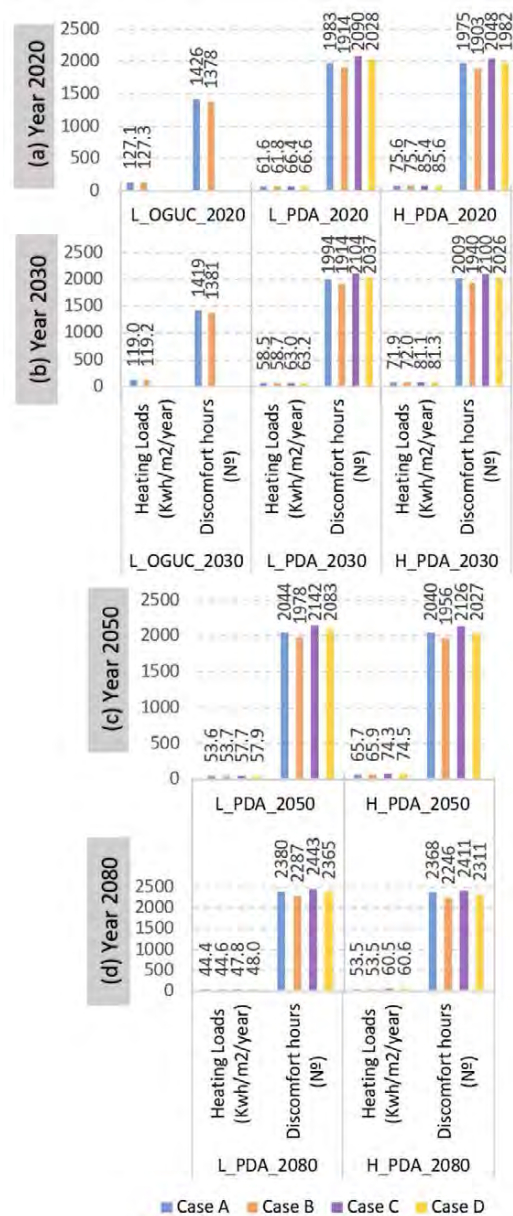 (a) Year 2020
2500
2000
1500
1000
500
0
127.1
127.3
1426
1378
61.6
61.8
66.4
66.6
1983
1914
2090
2028
75.6
75.7
85.4
85.6
1975
1903
2048
1982
L_OGUC_2020
L_PDA_2020
H_PDA_2020
(b) Year 2030
2500
2000
1500
1000
500
0
119.0
119.2
1419
1381
58.5
58.7
63.0
63.2
1994
1914
2104
2037
71.9
72.0
81.1
81.3
2009
1940
2100
2026
Heating Loads
(Kwh/m2/year)
Discomfort hours
(Nº)
Heating Loads
(Kwh/m2/year)
Discomfort hours
(Nº)
Heating Loads
(Kwh/m2/year)
Discomfort hours
(Nº)
L_OGUC_2030
L_PDA_2030
H_PDA_2030
(c) Year 2050
2500
2000
1500
1000
500
0
53.6
53.7
57.7
57.9
2044
1978
2142
2083
65.7
65.9
74.3
74.5
2040
1956
2126
2027
L_PDA_2050
H_PDA_2050
(d) Year 2080
2500
2000
1500
1000
500
0
44.4
44.6
47.8
48.0
2380
2287
2443
2365
53.5
53.5
60.5
60.6
2368
2246
2411
2311
Heating Loads
(Kwh/m2/year)
Discomfort hours
(Nº)
Heating Loads
(Kwh/m2/year)
Discomfort hours
(Nº)
L_PDA_2080
H_PDA_2080
Case A
Case B
Case C
Case D